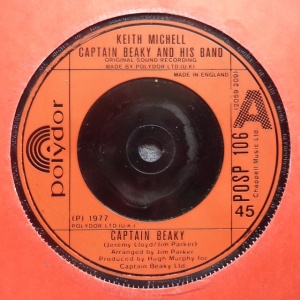 KEITH MICHELL
CAPTAIN BEAKY AND HIS BAND
ORIGINAL SOUND RECORDING
MADE BY POLYDOR LTD (U.K)
MADE IN ENGLAND
polydor
(2059 209)
A
POSP 106
Chappell Music Ltd.
45
(P) 1977
POLYDOR LTD (U.K.)
CAPTAIN BEAKY
(Jeremy Lloyd/Jim Parker)
Arranged by Jim Parker
Produced by Hugh Murphy for
Captain Beaky Ltd